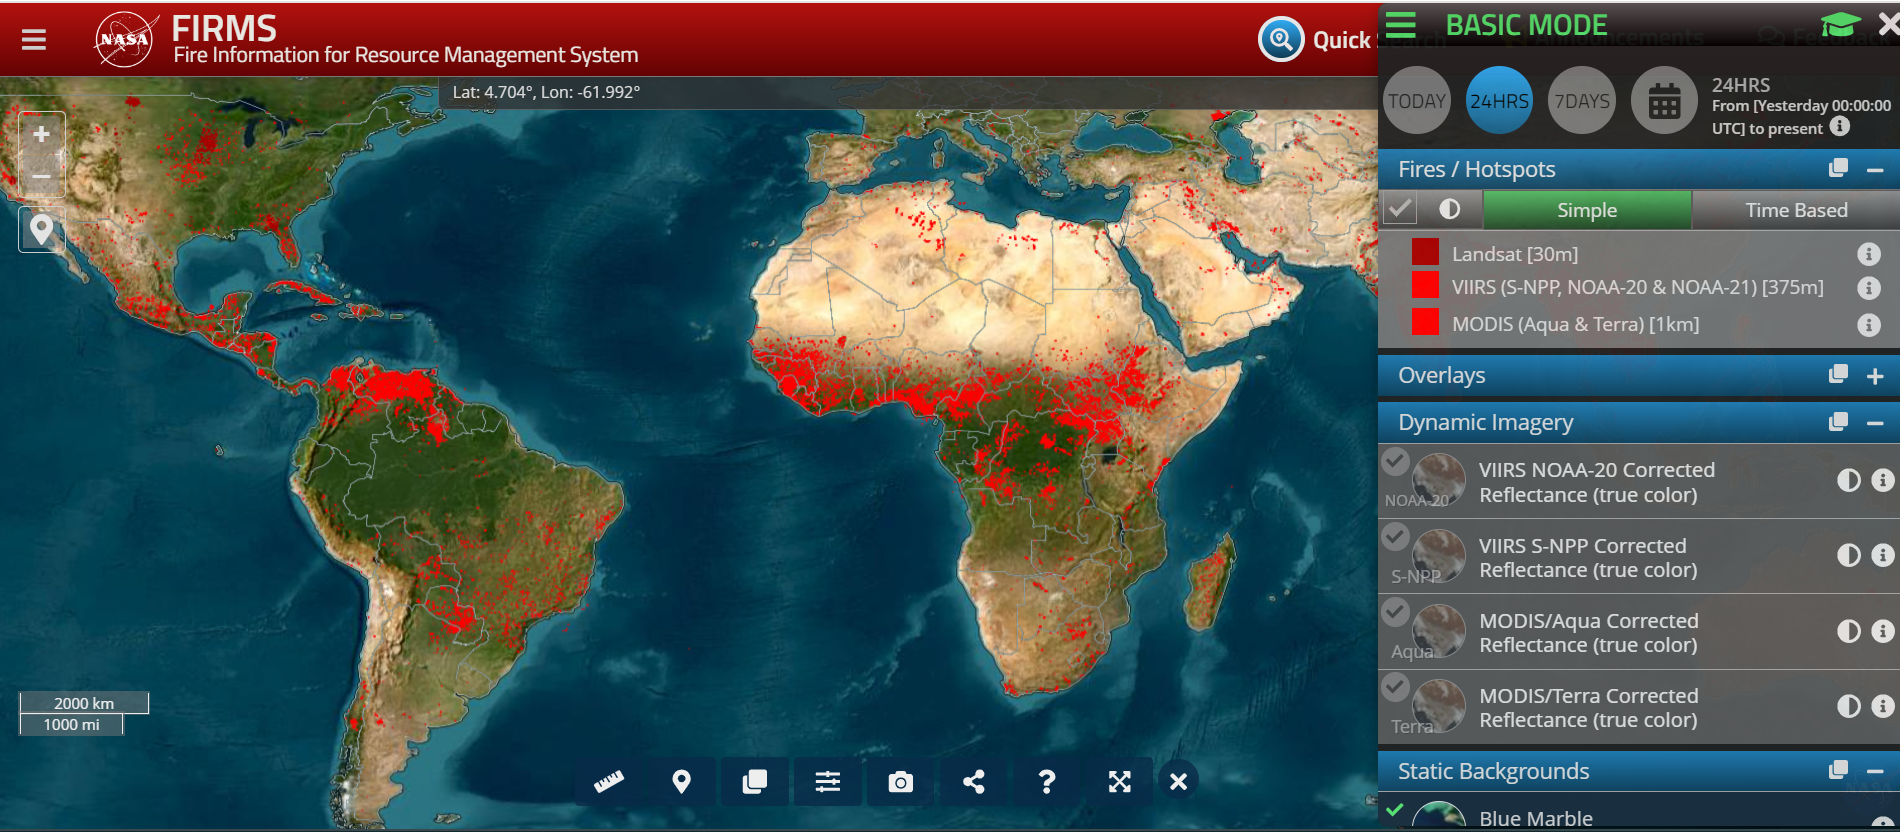 NASA
FIRMS
Fire Information for Resource Management System
Quick Search
BASIC MODE
Lat: 4.704°, Lon: -61.992°
+
−
TODAY
24HRS
7DAYS
24HRS
From [Yesterday 00:00:00
UTC] to present
Fires / Hotspots
Simple
Time Based
Landsat [30m]
VIIRS (S-NPP, NOAA-20 & NOAA-21) [375m]
MODIS (Aqua & Terra) [1km]
Overlays
Dynamic Imagery
NOAA-20
VIIRS NOAA-20 Corrected
Reflectance (true color)
S-NPP
VIIRS S-NPP Corrected
Reflectance (true color)
Aqua
MODIS/Aqua Corrected
Reflectance (true color)
Terra
MODIS/Terra Corrected
Reflectance (true color)
Static Backgrounds
Blue Marble
2000 km
1000 mi